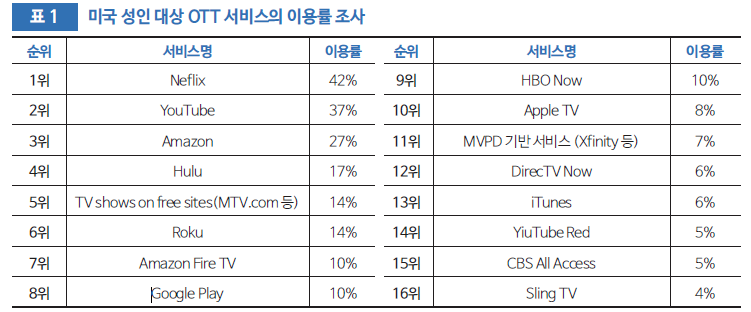 표 1 미국 성인 대상 OTT 서비스의 이용률 조사
순위 서비스명 이용률 순위 서비스명 이용률
1위 Neflix 42% 9위 HBO Now 10%
2위 YouTube 37% 10위 Apple TV 8%
3위 Amazon 27% 11위 MVPD 기반 서비스 (Xfinity 등) 7%
4위 Hulu 17% 12위 DirecTV Now 6%
5위 TV shows on free sites(MTV.com 등) 14% 13위 iTunes 6%
6위 Roku 14% 14위 YiuTube Red 5%
7위 Amazon Fire TV 10% 15위 CBS All Access 5%
8위 Google Play 10% 16위 Sling TV 4%